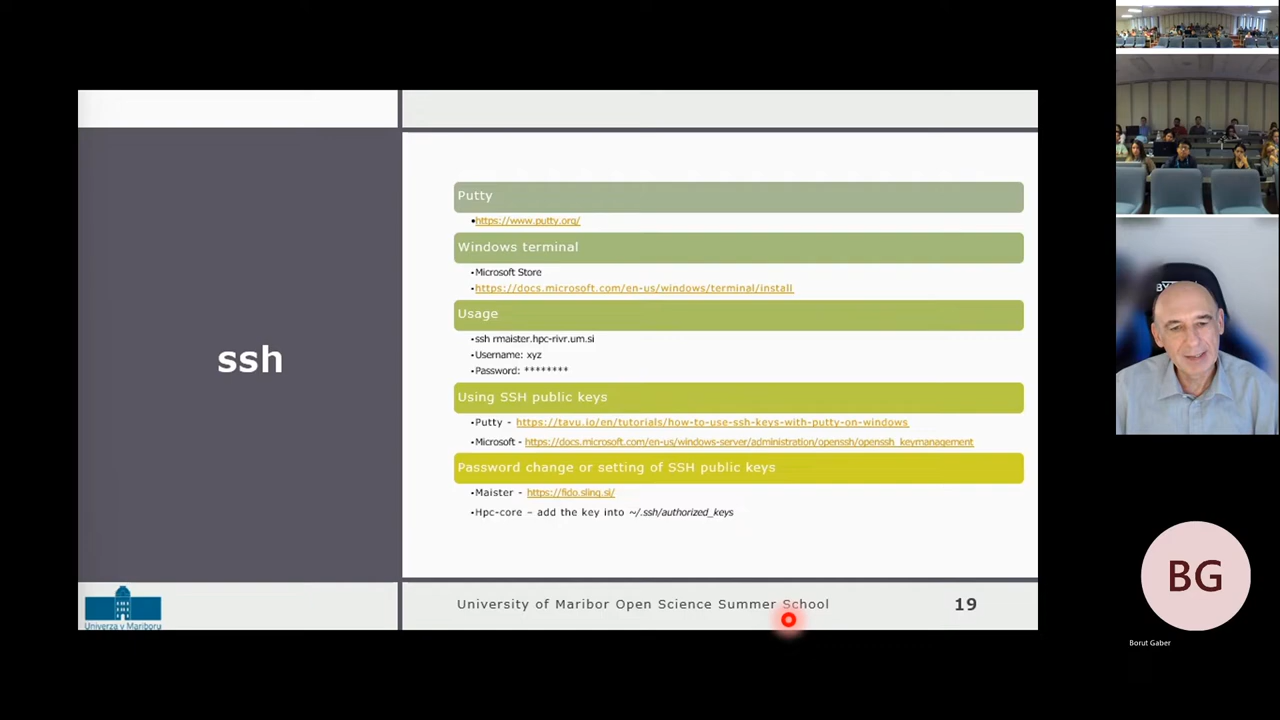 ssh
Putty
•https://www.putty.org/
Windows terminal
•Microsoft Store
•https://docs.microsoft.com/en-us/windows/terminal/install
Usage
•ssh rmaister.hpc-rivr.um.si
•Username: xyz
•Password: ********
Using SSH public keys
•Putty - https://tavu.io/en/tutorials/how-to-use-ssh-keys-with-putty-on-windows
•Microsoft - https://docs.microsoft.com/en-us/windows-server/administration/openssh/openssh_keymanagement
Password change or setting of SSH public keys
•Maister - https://fido.sling.si/
•Hpc-core – add the key into ~/.ssh/authorized_keys
Univerza v Mariboru
University of Maribor Open Science Summer School
19
BG
Borut Gaber